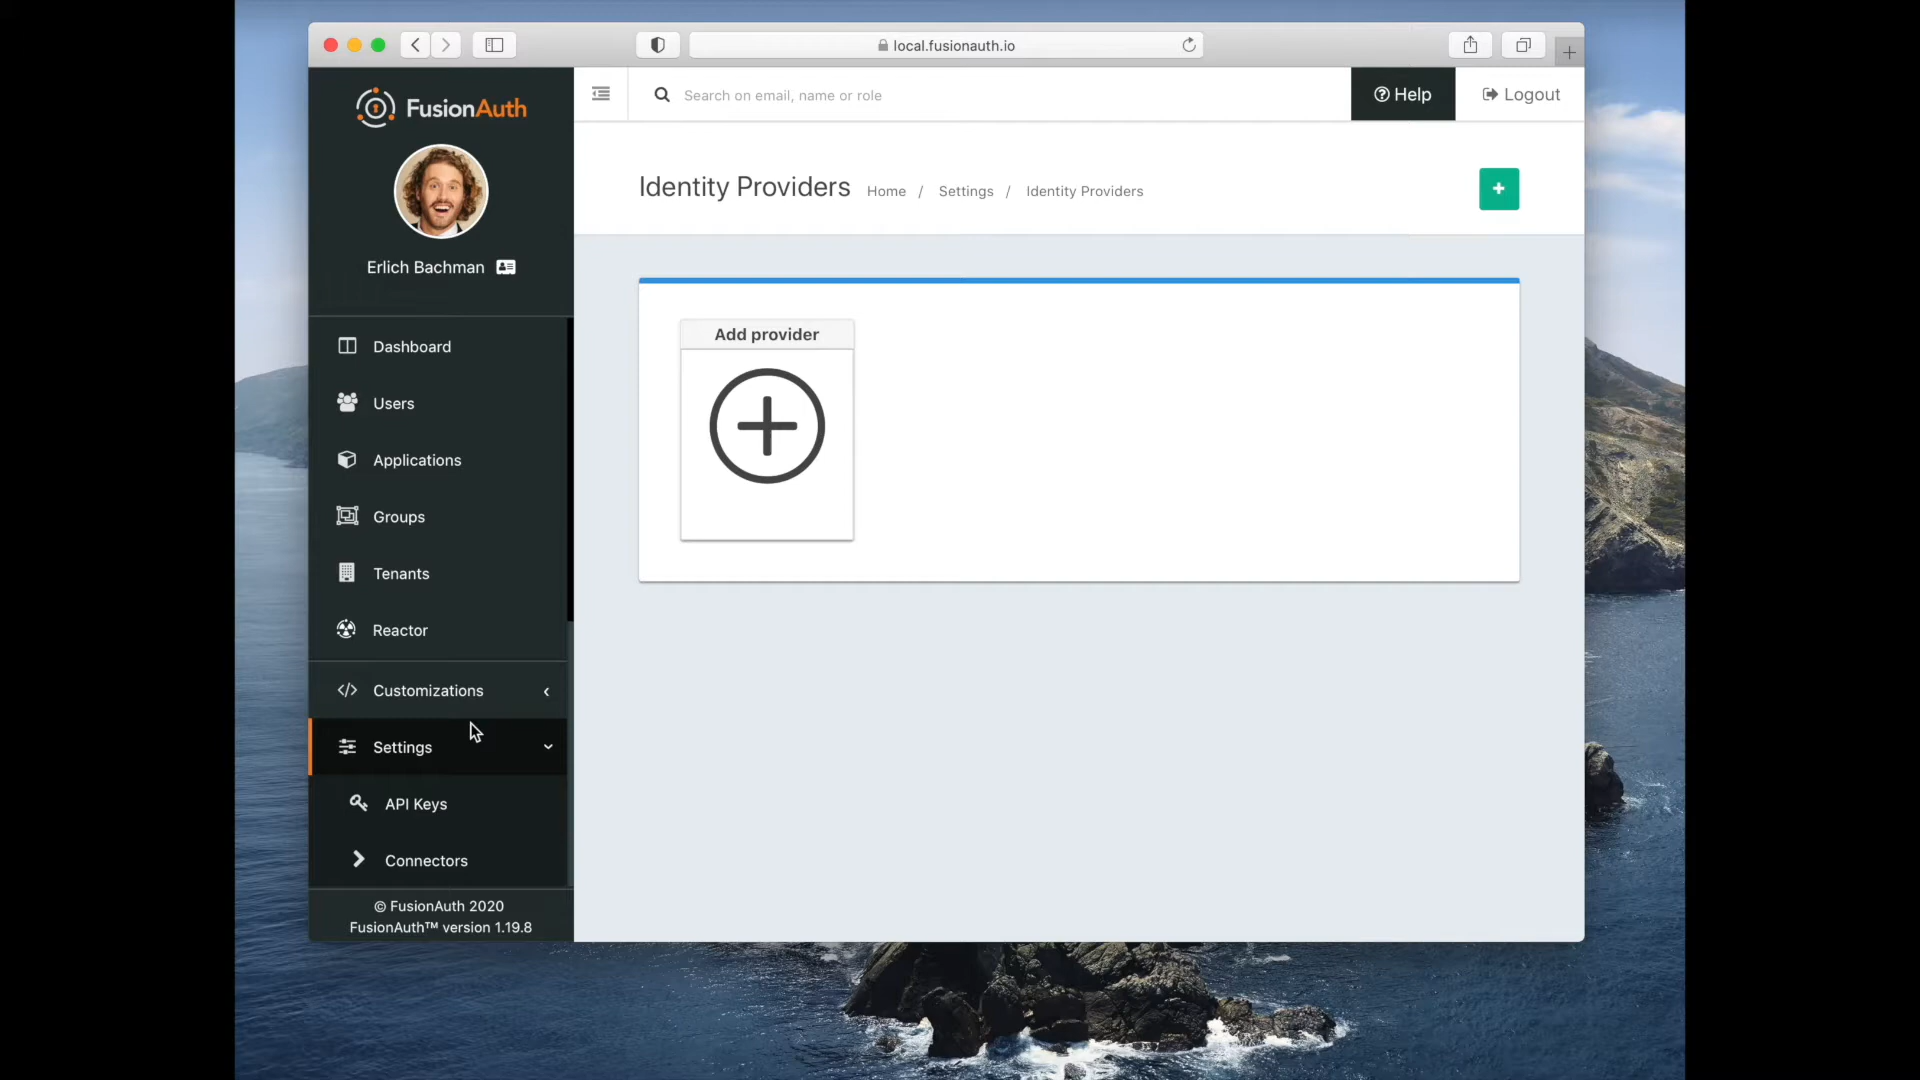 local.fusionauth.io
FusionAuth
Search on email, name or role
Help
Logout
Erlich Bachman
Identity Providers
Home / Settings / Identity Providers
Dashboard
Users
Applications
Groups
Tenants
Reactor
Customizations
Settings
API Keys
Connectors
Add provider
© FusionAuth 2020
FusionAuth™ version 1.19.8